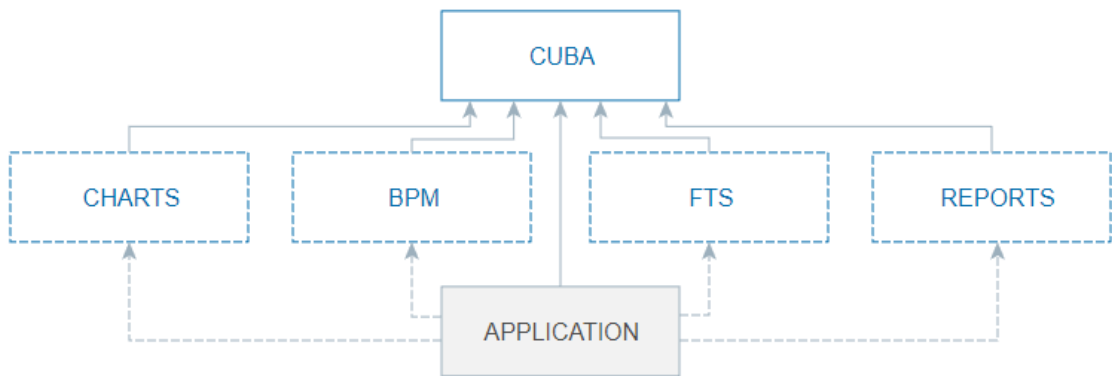 CUBA
CHARTS
BPM
FTS
REPORTS
APPLICATION